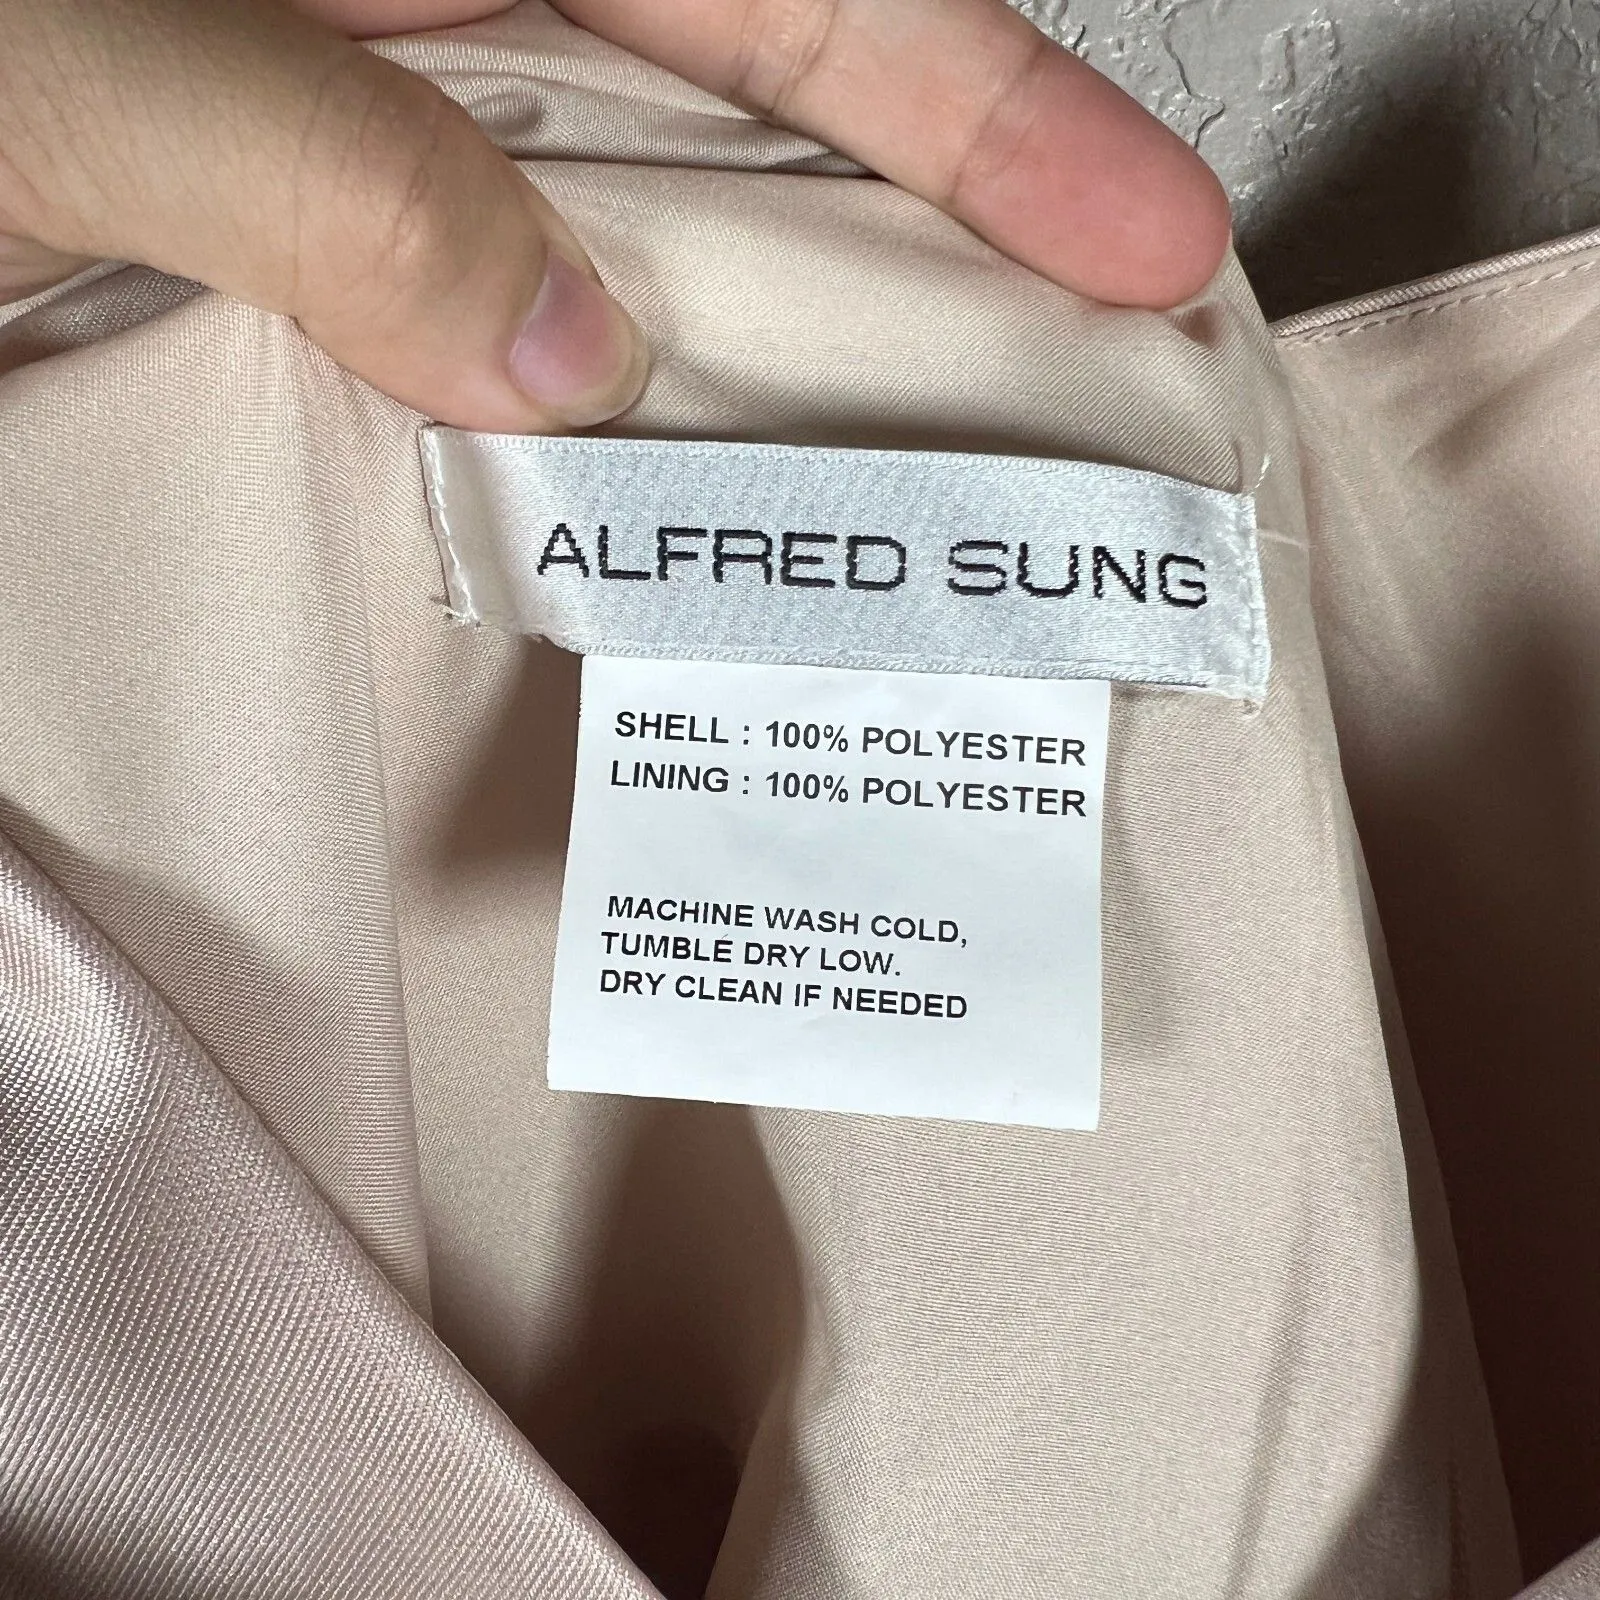 ALFRED SUNG
SHELL : 100% POLYESTER
LINING : 100% POLYESTER
MACHINE WASH COLD,
TUMBLE DRY LOW.
DRY CLEAN IF NEEDED